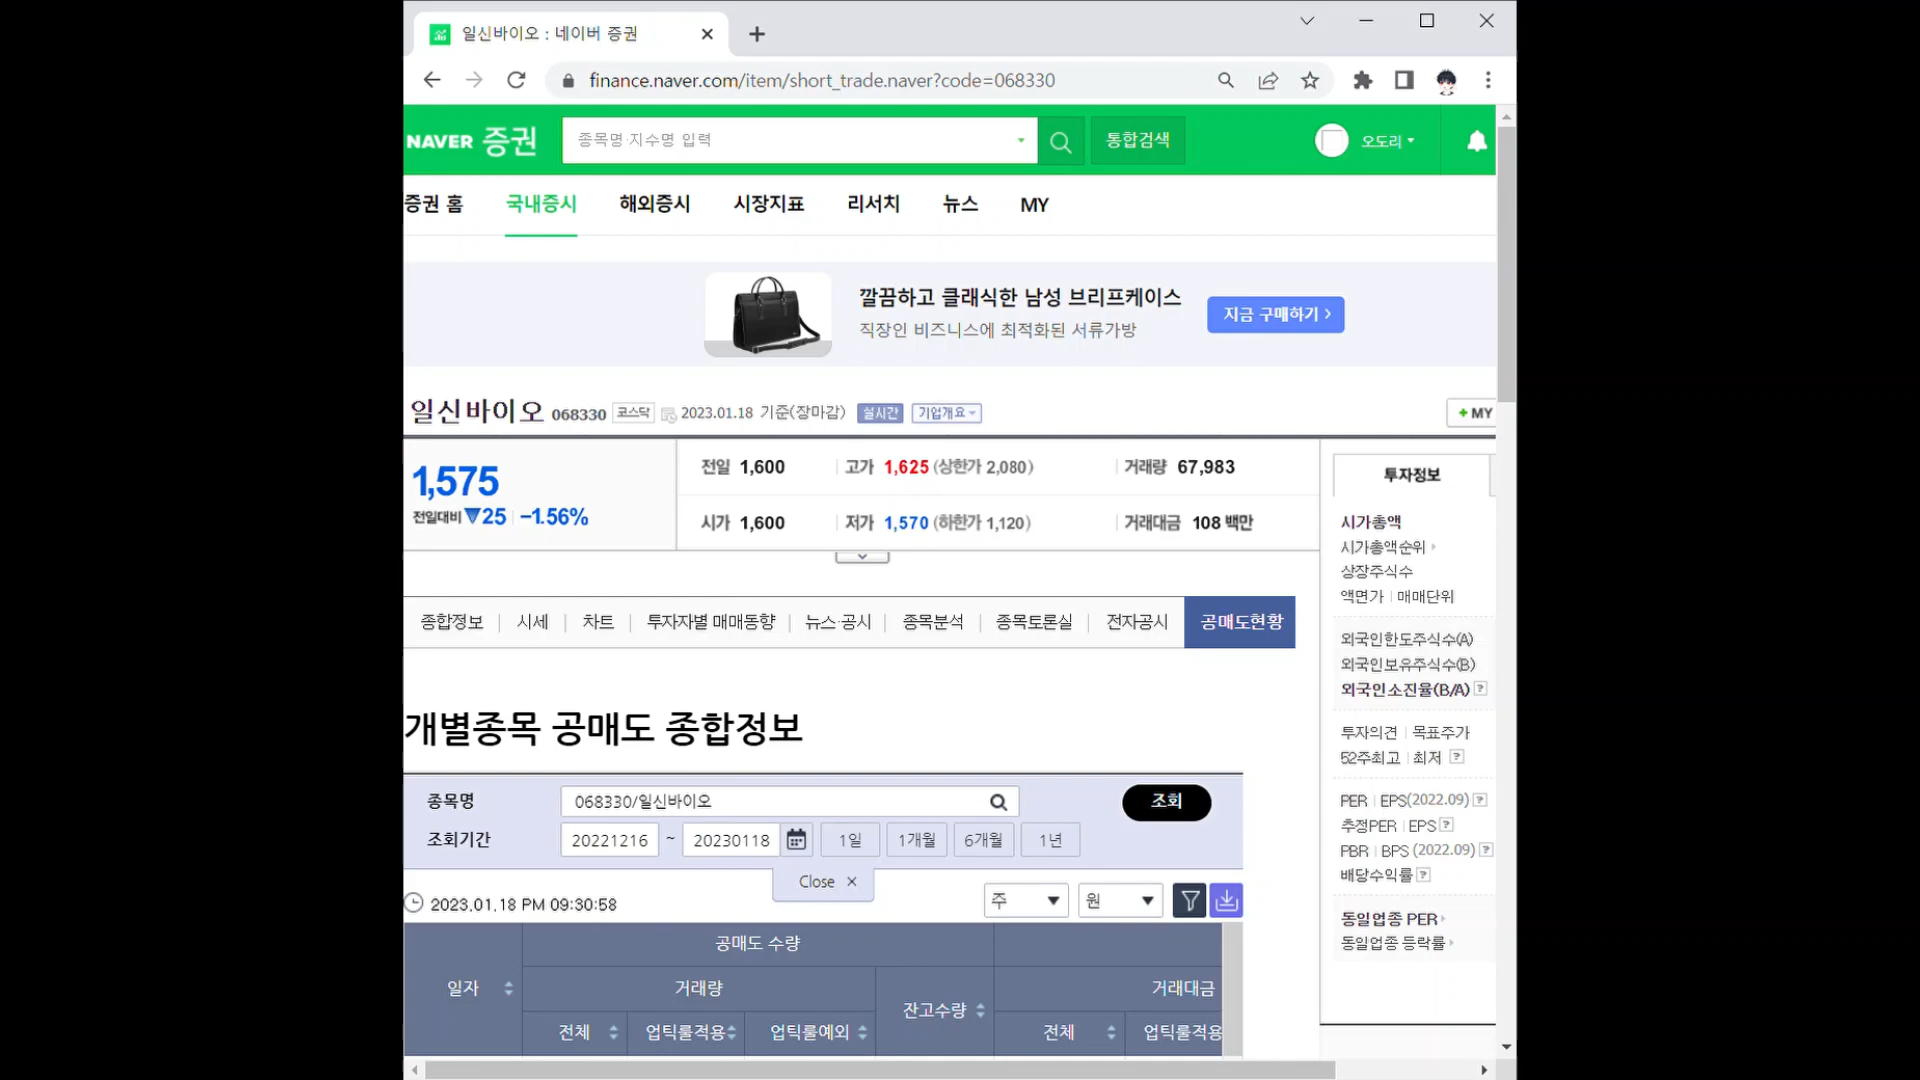 일신바이오 : 네이버 증권
finance.naver.com/item/short_trade.naver?code=068330
NAVER 증권
종목명·지수명 입력
통합검색
오도리
증권 홈 국내증시 해외증시 시장지표 리서치 뉴스 MY
깔끔하고 클래식한 남성 브리프케이스
직장인 비즈니스에 최적화된 서류가방
지금 구매하기 >
일신바이오 068330 코스닥 2023.01.18 기준(장마감) 실시간 기업개요
+ MY
1,575
전일대비 ▼25 | -1.56%
전일 1,600 고가 1,625 (상한가 2,080) 거래량 67,983
시가 1,600 저가 1,570 (하한가 1,120) 거래대금 108 백만
종합정보 시세 차트 투자자별 매매동향 뉴스·공시 종목분석 종목토론실 전자공시 공매도현황
개별종목 공매도 종합정보
종목명 068330/일신바이오 조회
조회기간 20221216 ~ 20230118 1일 1개월 6개월 1년
Close ×
2023.01.18 PM 09:30:58 주 원
일자 공매도 수량
거래량 잔고수량 거래대금
전체 업틱룰적용 업틱룰예외 전체 업틱룰적용
투자정보
시가총액
시가총액순위
상장주식수
액면가 | 매매단위
외국인한도주식수(A)
외국인보유주식수(B)
외국인소진율(B/A) ?
투자의견 | 목표주가
52주최고 | 최저 ?
PER | EPS(2022.09) ?
추정PER | EPS ?
PBR | BPS (2022.09) ?
배당수익률 ?
동일업종 PER
동일업종 등락률